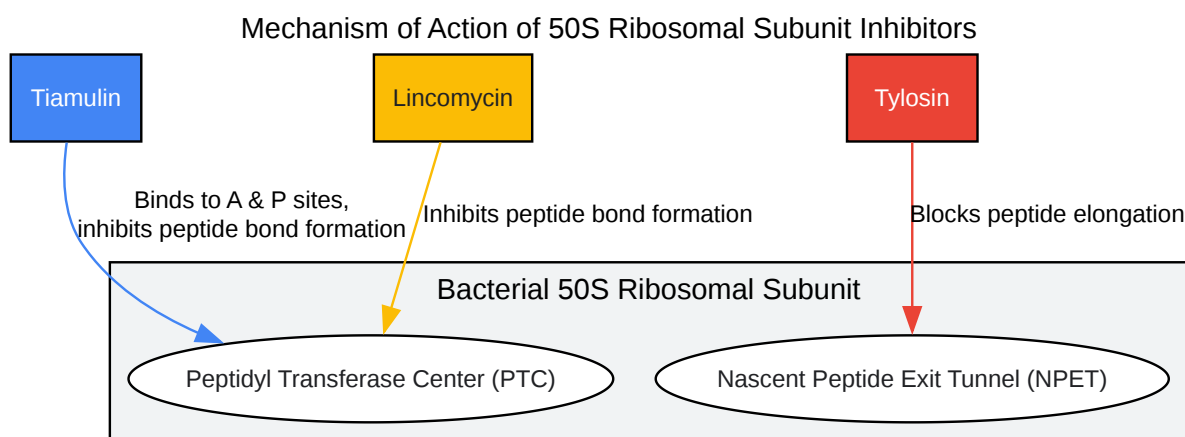 Mechanism of Action of 50S Ribosomal Subunit Inhibitors
Tiamulin
Lincomycin
Tylosin
Binds to A & P sites,
inhibits peptide bond formation
Inhibits peptide bond formation
Blocks peptide elongation
Bacterial 50S Ribosomal Subunit
Peptidyl Transferase Center (PTC)
Nascent Peptide Exit Tunnel (NPET)